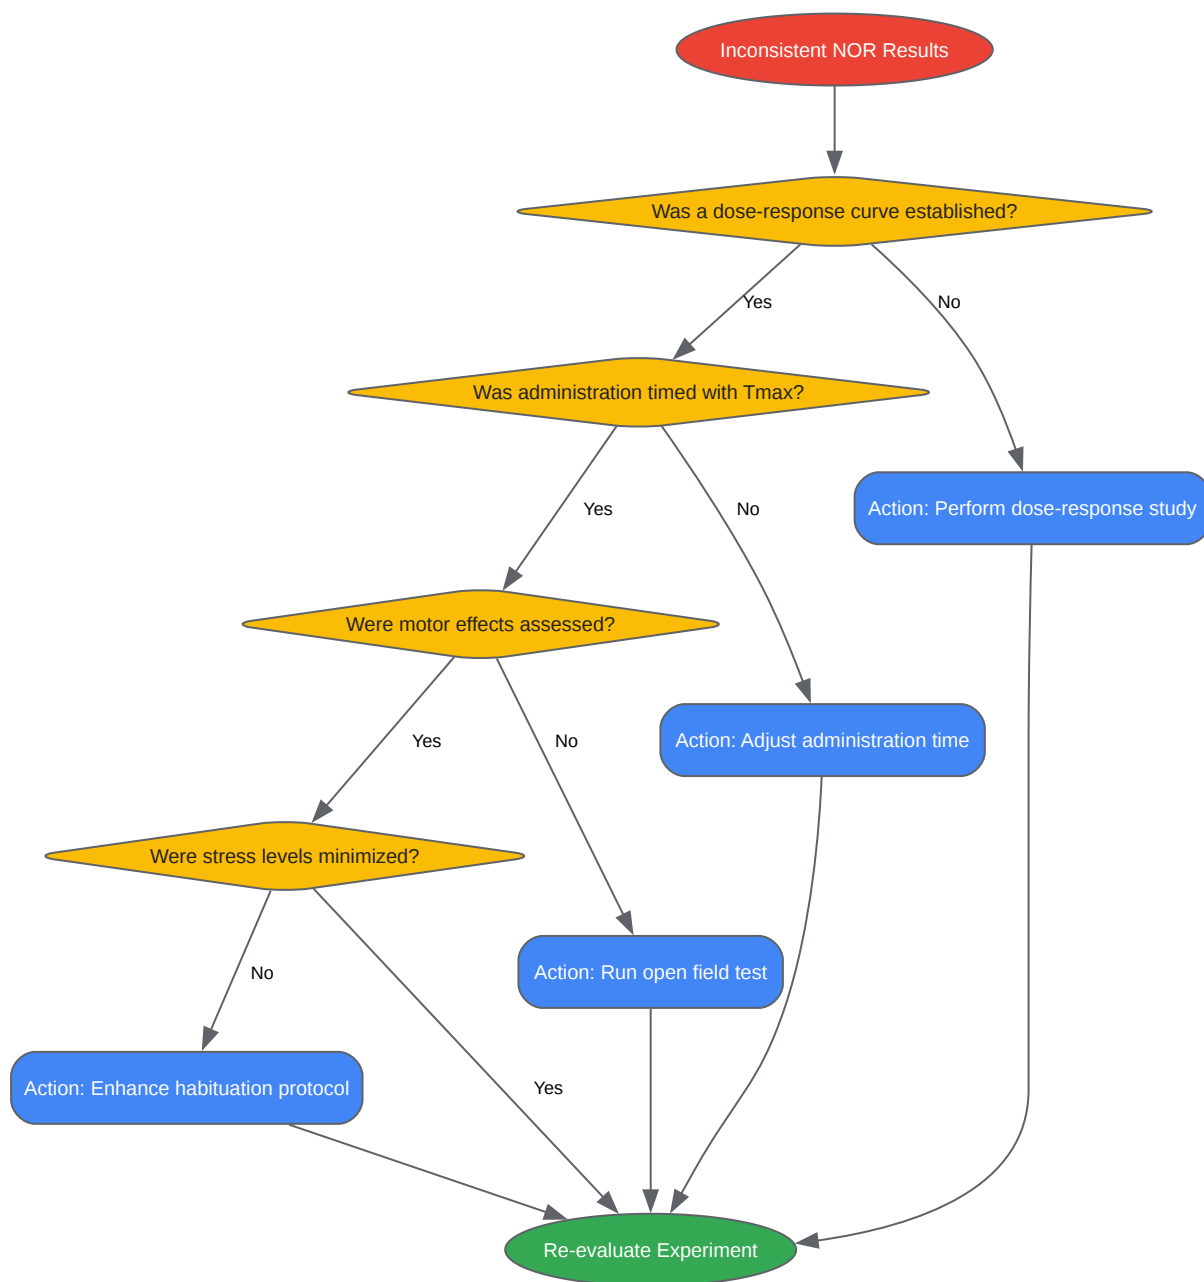 Inconsistent NOR Results
Was a dose-response curve established?
Yes
No
Was administration timed with Tmax?
Yes
No
Action: Perform dose-response study
Were motor effects assessed?
Yes
No
Action: Adjust administration time
Were stress levels minimized?
No
Yes
Action: Run open field test
Action: Enhance habituation protocol
Re-evaluate Experiment